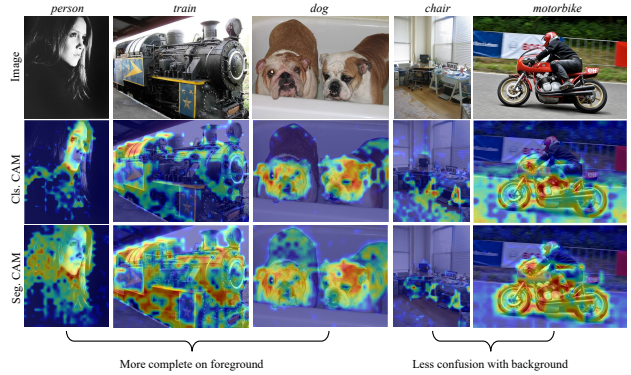 person train dog chair motorbike
Image
Cls. CAM
Seg. CAM
More complete on foreground Less confusion with background